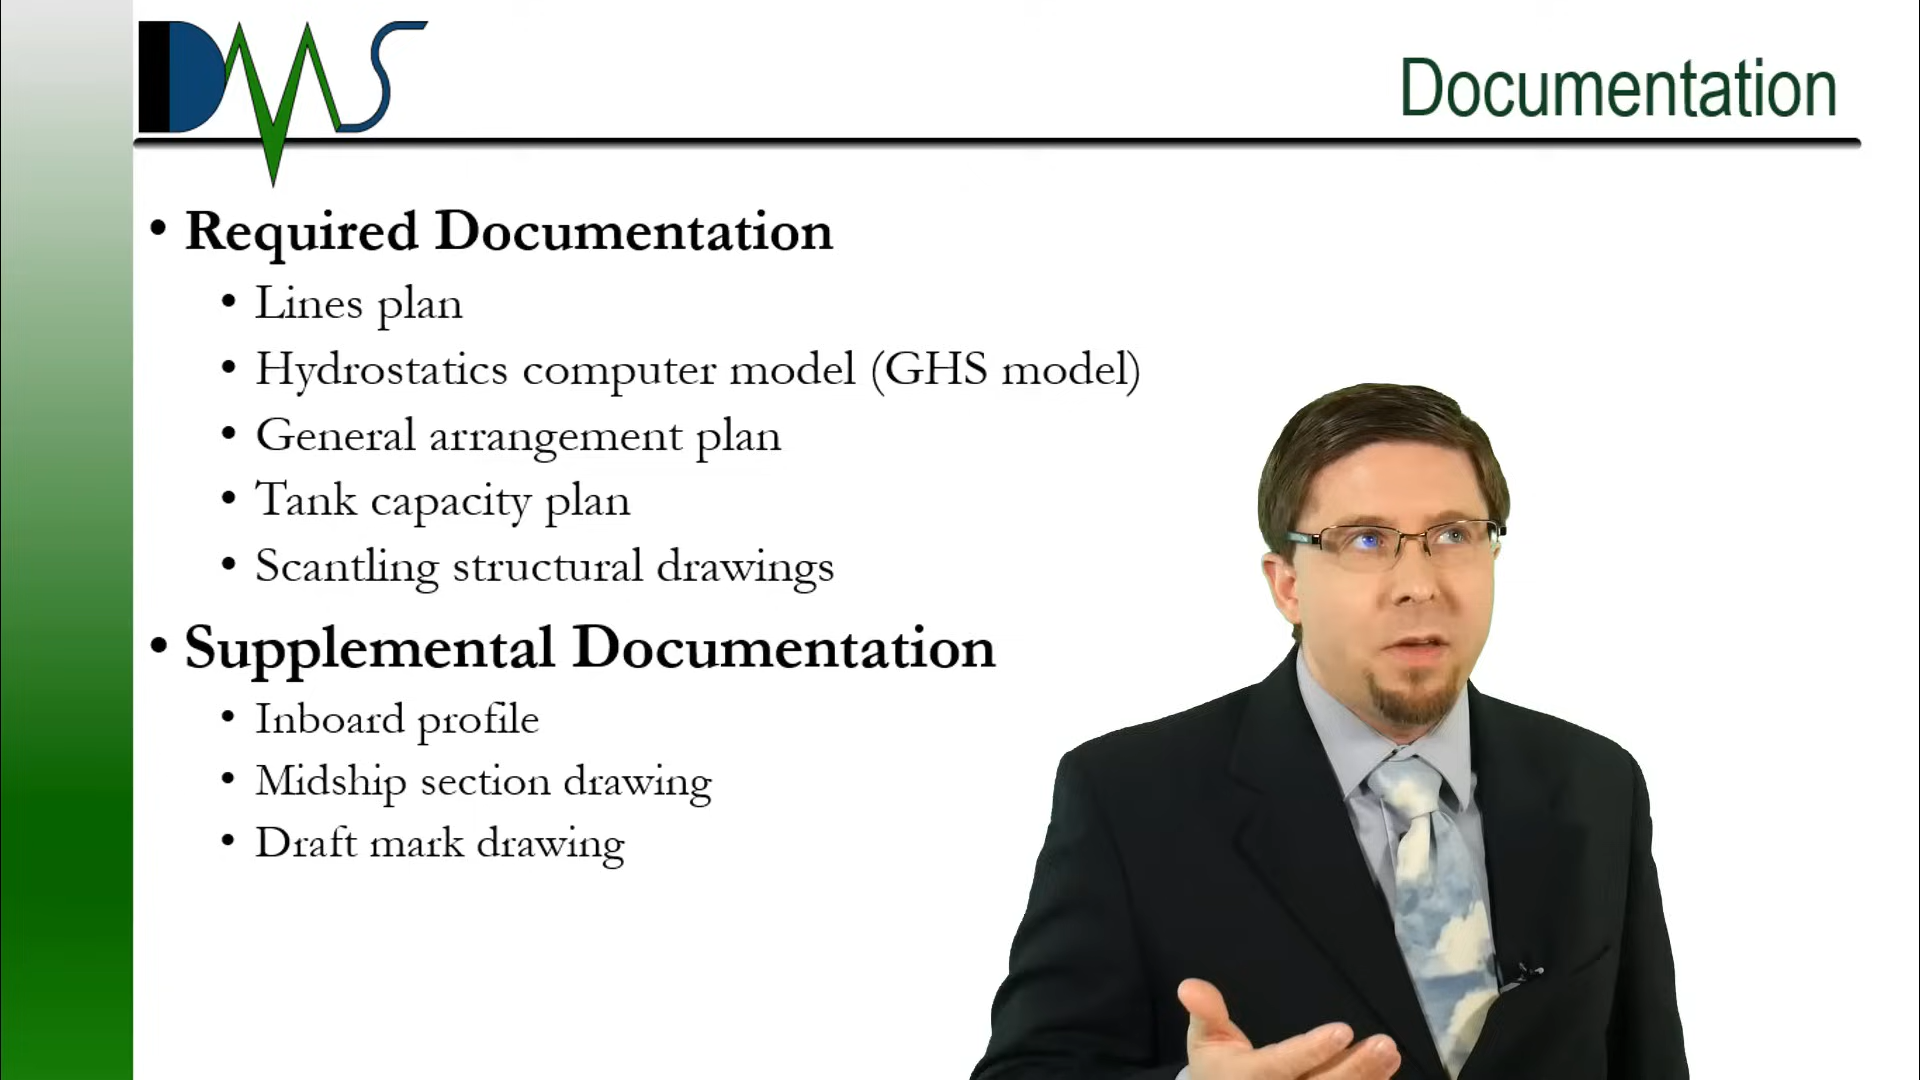 DMS
Documentation
• Required Documentation
• Lines plan
• Hydrostatics computer model (GHS model)
• General arrangement plan
• Tank capacity plan
• Scantling structural drawings
• Supplemental Documentation
• Inboard profile
• Midship section drawing
• Draft mark drawing